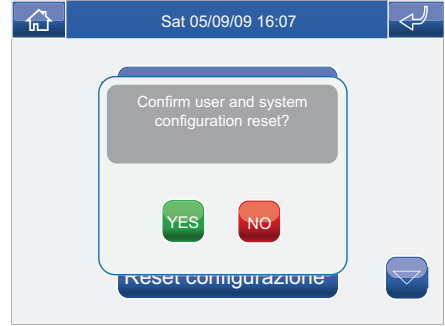 Sat 05/09/09 16:07
Confirm user and system
configuration reset?
YES NO
Reset configurazione